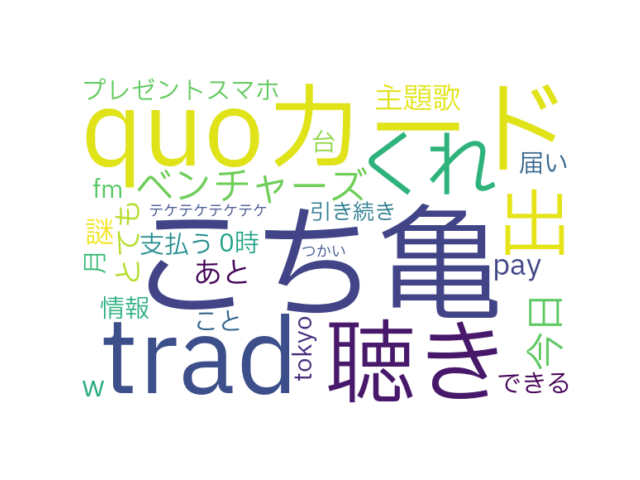 プレゼントスマホ
主題歌
quoカード
台
くれ
届い
fm
ベンチャーズ
出
テケテケテケテケ
引き続き
とても
謎
支払う
0時
つかい
こち亀
月
あと
pay
情報
こと
trad
tokyo
聴き
今日
w
できる